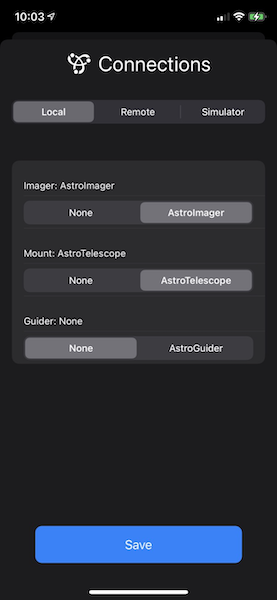 10:03
Connections
Local Remote Simulator
Imager: AstroImager
None AstroImager
Mount: AstroTelescope
None AstroTelescope
Guider: None
None AstroGuider
Save